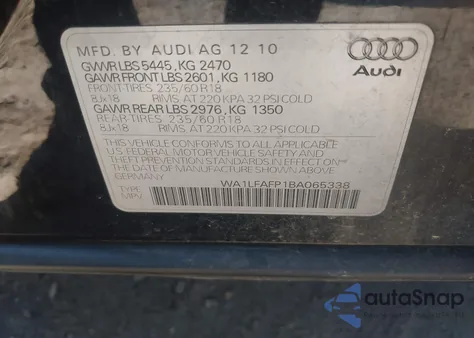 MFD. BY AUDI AG 12 10
GVWR LBS 5445, KG 2470
GAWR FRONT LBS 2601, KG 1180
FRONT TIRES 235/60 R18
8Jx18 RIMS AT 220 KPA 32 PSI COLD
GAWR REAR LBS 2976, KG 1350
REAR TIRES 235/60 R18
8Jx18 RIMS AT 220 KPA 32 PSI COLD
THIS VEHICLE CONFORMS TO ALL APPLICABLE
U.S. FEDERAL MOTOR VEHICLE SAFETY AND
THEFT PREVENTION STANDARDS IN EFFECT ON
THE DATE OF MANUFACTURE SHOWN ABOVE.
TYPE: WA1LFAFP1BA065338
MPV
Audi
autoSnap